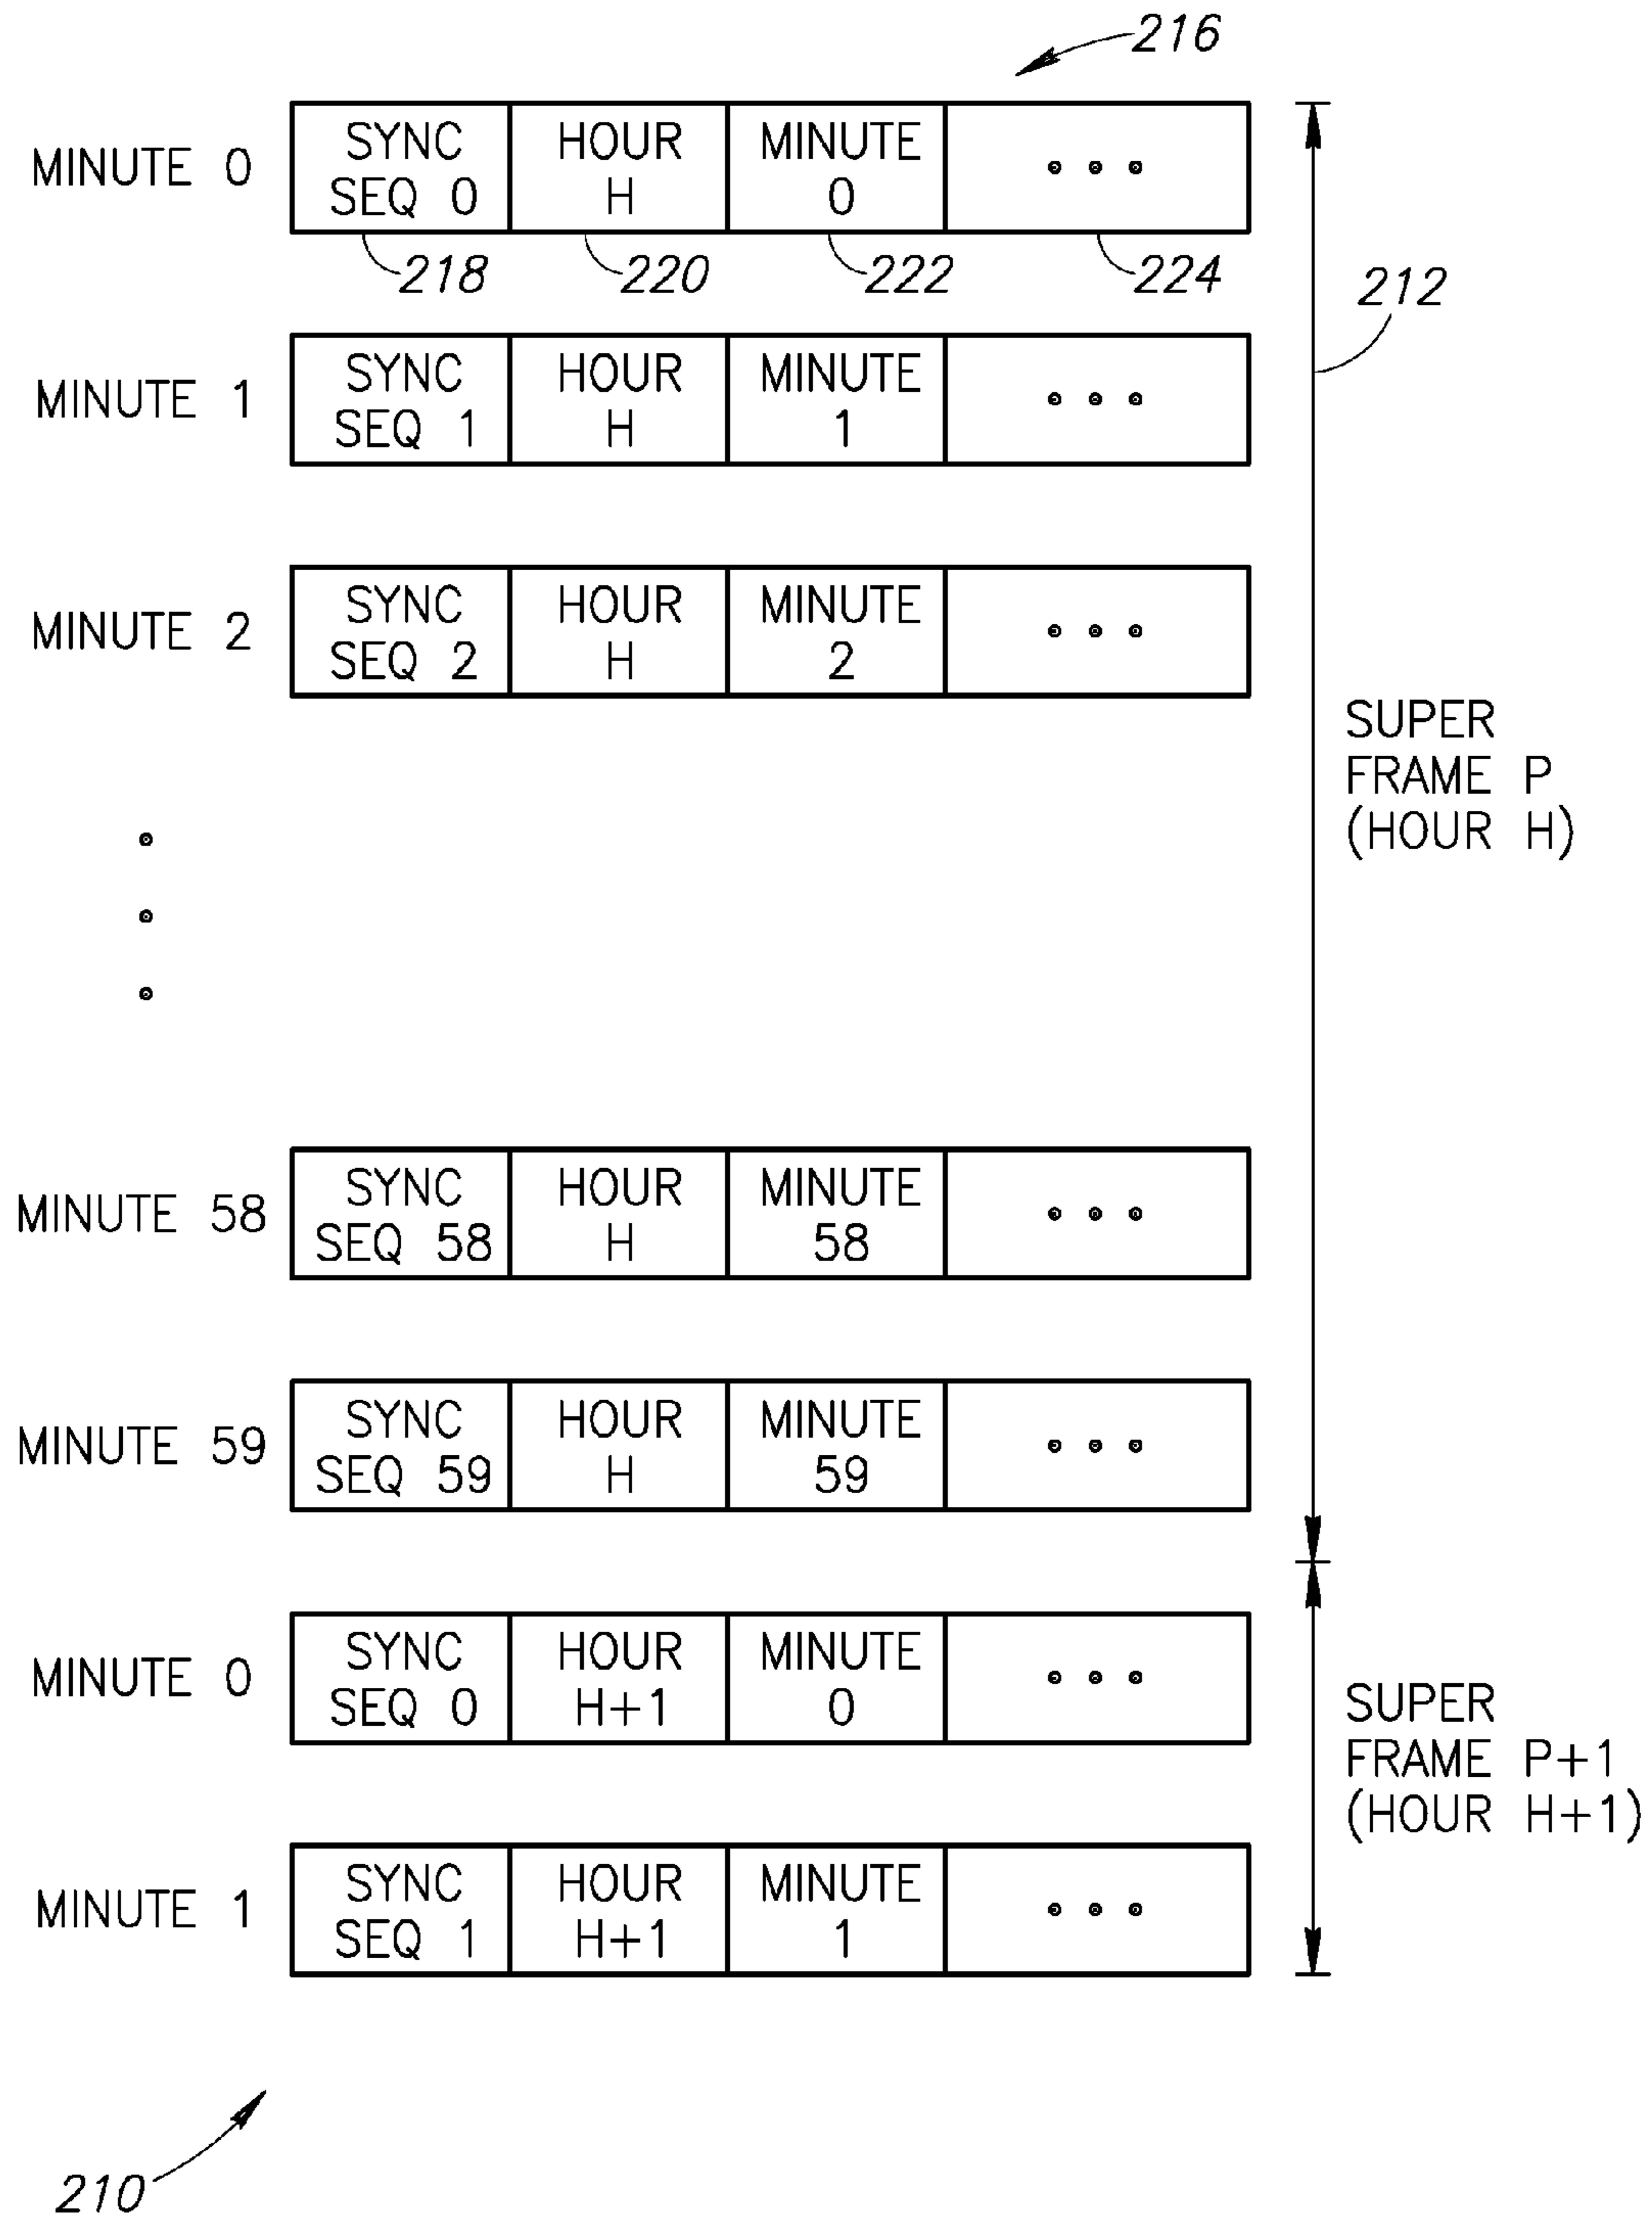 216
MINUTE 0
SYNC
SEQ 0
HOUR
H
MINUTE
0
218
220
222
224
212
MINUTE 1
SYNC
SEQ 1
HOUR
H
MINUTE
1
MINUTE 2
SYNC
SEQ 2
HOUR
H
MINUTE
2
SUPER
FRAME P
(HOUR H)
MINUTE 58
SYNC
SEQ 58
HOUR
H
MINUTE
58
MINUTE 59
SYNC
SEQ 59
HOUR
H
MINUTE
59
MINUTE 0
SYNC
SEQ 0
HOUR
H+1
MINUTE
0
SUPER
FRAME P+1
(HOUR H+1)
MINUTE 1
SYNC
SEQ 1
HOUR
H+1
MINUTE
1
210